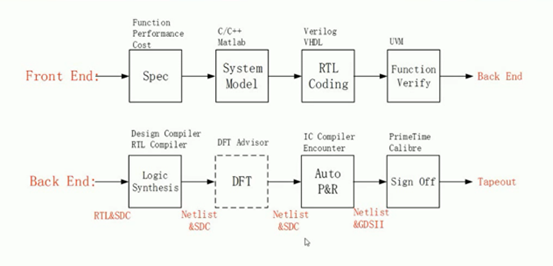 Function
Performance
Cost
C/C++
Matlab
Verilog
VHDL
UVM
Front End:
Spec
System
Model
RTL
Coding
Function
Verify
Back End
Design Compiler
RTL Compiler
DFT Advisor
IC Compiler
Encounter
PrimeTime
Calibre
Back End:
Logic
Synthesis
DFT
Auto
P&R
Sign Off
Tapeout
RTL&SDC
Netlist
&SDC
Netlist
&SDC
Netlist
&GDSII